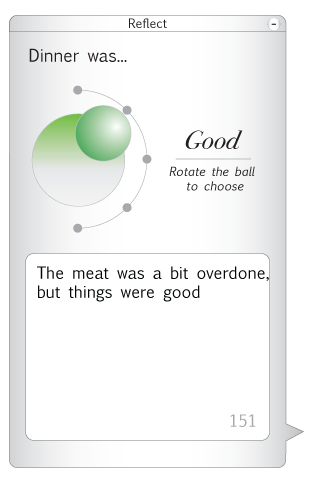 Reflect
Dinner was...
Good
Rotate the ball
to choose
The meat was a bit overdone,
but things were good
151